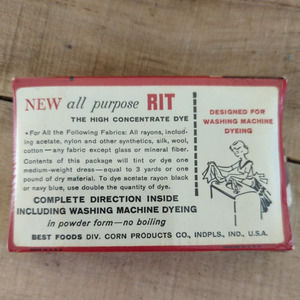 NEW all purpose RIT
THE HIGH CONCENTRATE DYE
• For All the Following Fabrics: All rayons, includ-
ing acetate, nylon and other synthetics, silk, wool,
cotton—any fabric except glass or mineral fiber.
Contents of this package will tint or dye one
medium-weight dress—equal to 3 yards or one
pound of dry material. To dye acetate rayon black
or navy blue, use double the quantity of dye.
DESIGNED FOR
WASHING MACHINE
DYEING
COMPLETE DIRECTION INSIDE
INCLUDING WASHING MACHINE DYEING
in powder form—no boiling
BEST FOODS DIV. CORN PRODUCTS CO., INDPLS., IND., U.S.A.